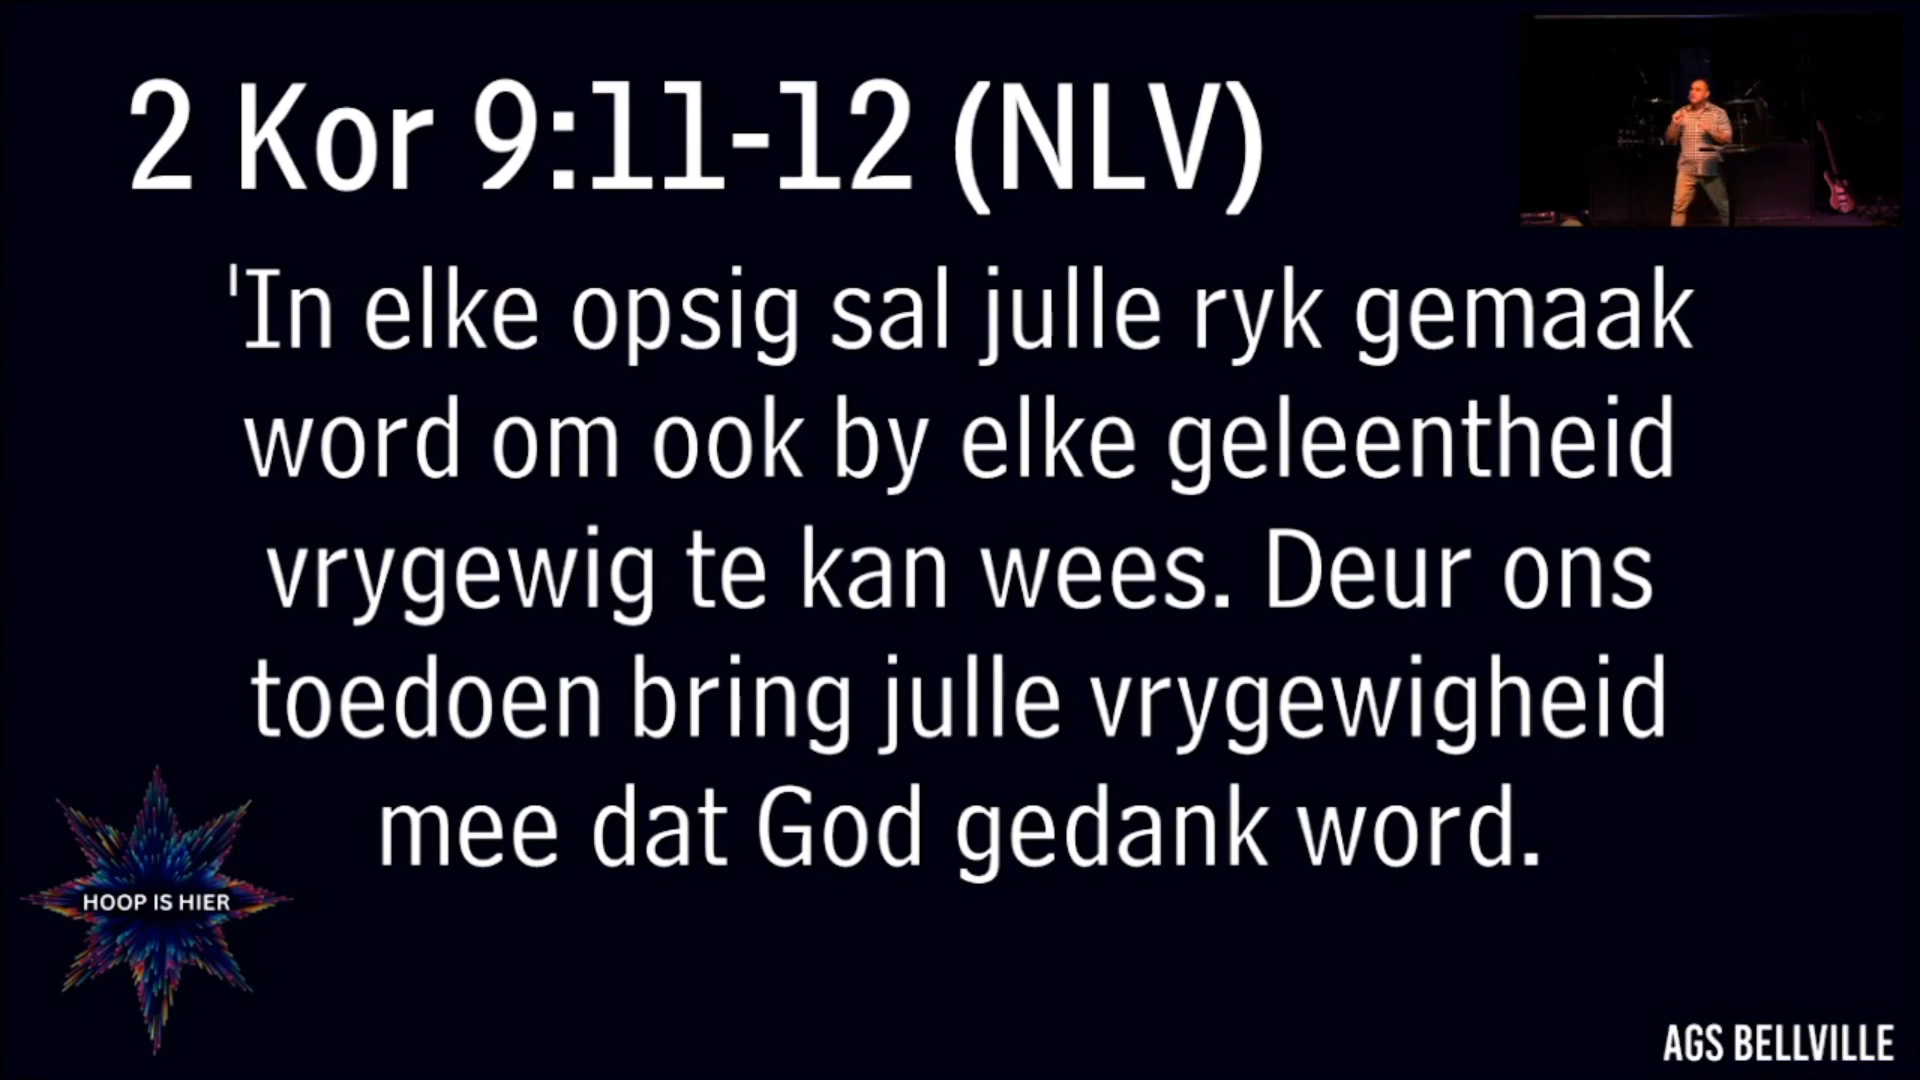 2 Kor 9:11-12 (NLV)
'In elke opsig sal julle ryk gemaak
word om ook by elke geleentheid
vrygewig te kan wees. Deur ons
toedoen bring julle vrygewigheid
mee dat God gedank word.
HOOP IS HIER
AGS BELLVILLE